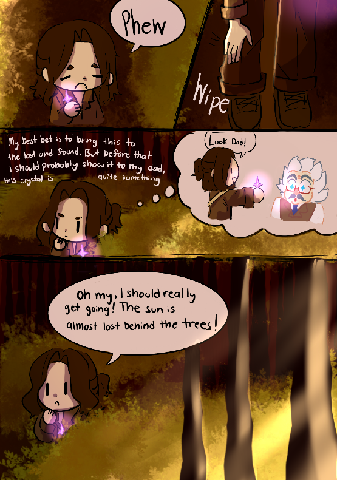 Phew
Wipe
My best bet is to bring this to
the lost and found. But before that
I should probably show it to my dad,
this crystal is quite something
Look Dad!
Oh my, I should really
get going! The sun is
almost lost behind the trees!